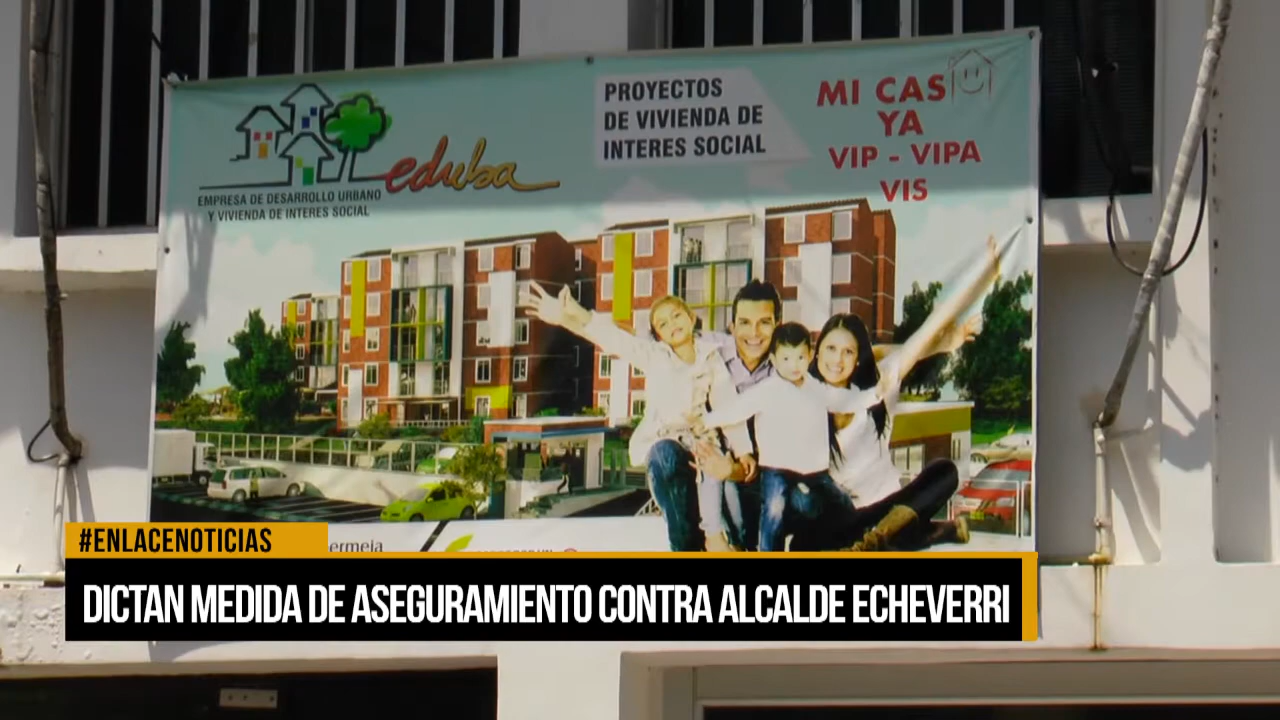 PROYECTOS
DE VIVIENDA DE
INTERES SOCIAL
MI CAS
YA
VIP - VIPA
VIS
eduba
EMPRESA DE DESARROLLO URBANO
Y VIVIENDA DE INTERES SOCIAL
ermeja
#ENLACENOTICIAS
DICTAN MEDIDA DE ASEGURAMIENTO CONTRA ALCALDE ECHEVERRI